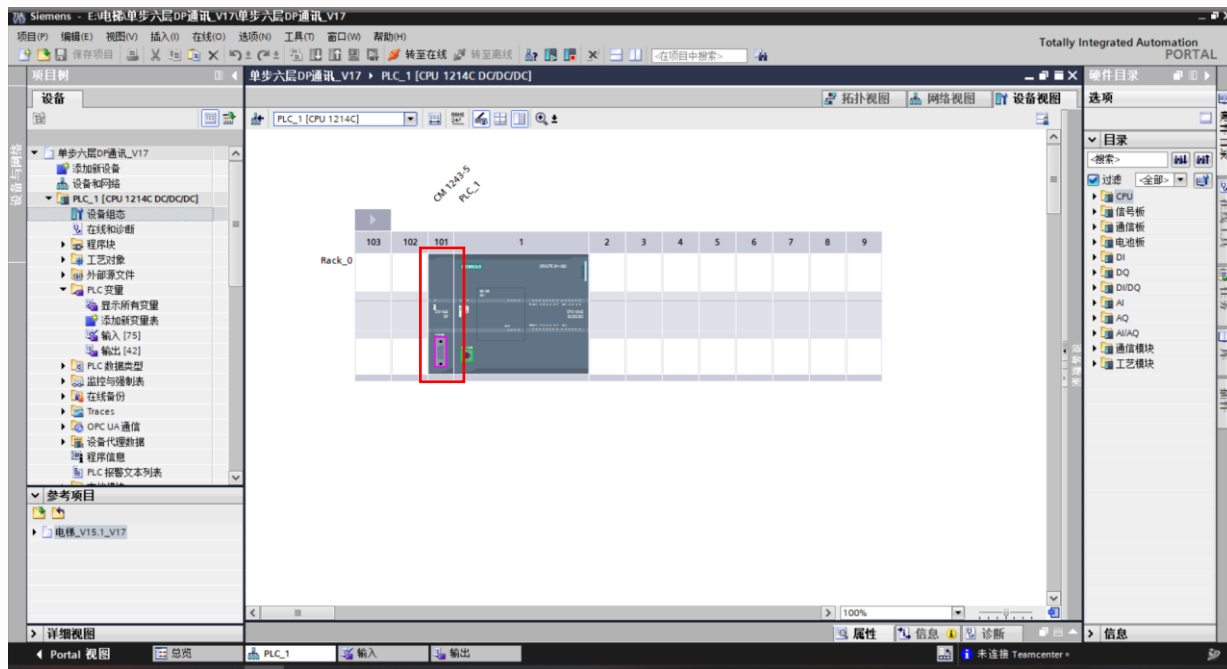 Siemens - E:\电梯\单步六层DP通讯_V17\单步六层DP通讯_V17
项目(P) 编辑(E) 视图(V) 插入(I) 在线(O) 选项(N) 工具(T) 窗口(W) 帮助(H)
Totally Integrated Automation
PORTAL
保存项目 转至在线 转至离线 <在项目中搜索>
项目树
单步六层DP通讯_V17 PLC_1 [CPU 1214C DC/DC/DC]
硬件目录
设备
拓扑视图 网络视图 设备视图
选项
PLC_1 [CPU 1214C]
设备与网络
单步六层DP通讯_V17
添加新设备
设备和网络
PLC_1 [CPU 1214C DC/DC/DC]
设备组态
在线和诊断
程序块
工艺对象
外部源文件
PLC 变量
显示所有变量
添加新变量表
输入 [75]
输出 [42]
PLC 数据类型
监控与强制表
在线备份
Traces
OPC UA 通信
设备代理数据
程序信息
PLC 报警文本列表
CM 1243-5
PLC_1
103 102 101 1 2 3 4 5 6 7 8 9
Rack_0
SIEMENS
目录
<搜索>
过滤 <全部>
CPU
信号板
通信板
电池板
DI
DQ
DI/DQ
AI
AQ
AI/AQ
通信模块
工艺模块
参考项目
电梯_V15.1_V17
100%
详细视图
属性 信息 诊断
信息
Portal 视图 总览 PLC_1 输入 输出
未连接 Teamcenter。